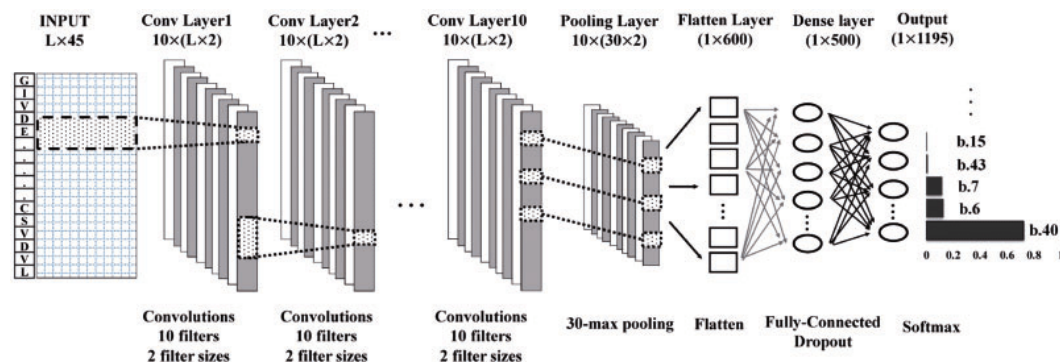 INPUT
L×45
Conv Layer1
10×(L×2)
Conv Layer2
10×(L×2)
...
Conv Layer10
10×(L×2)
Pooling Layer
10×(30×2)
Flatten Layer
(1×600)
Dense layer
(1×500)
Output
(1×1195)
G
I
V
D
E
.
.
.
.
C
S
V
D
V
L
...
b.15
b.43
b.7
b.6
b.40
0 0.2 0.4 0.6 0.8 1
Convolutions
10 filters
2 filter sizes
Convolutions
10 filters
2 filter sizes
Convolutions
10 filters
2 filter sizes
30-max pooling
Flatten
Fully-Connected
Dropout
Softmax